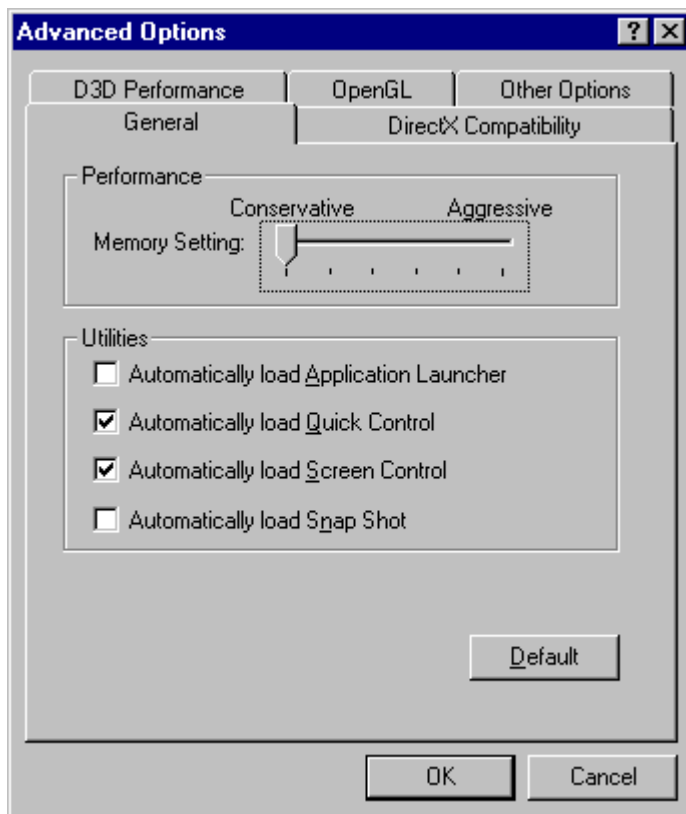 Advanced Options
D3D Performance OpenGL Other Options
General DirectX Compatibility
Performance
Conservative Aggressive
Memory Setting:
Utilities
Automatically load Application Launcher
Automatically load Quick Control
Automatically load Screen Control
Automatically load Snap Shot
Default
OK Cancel